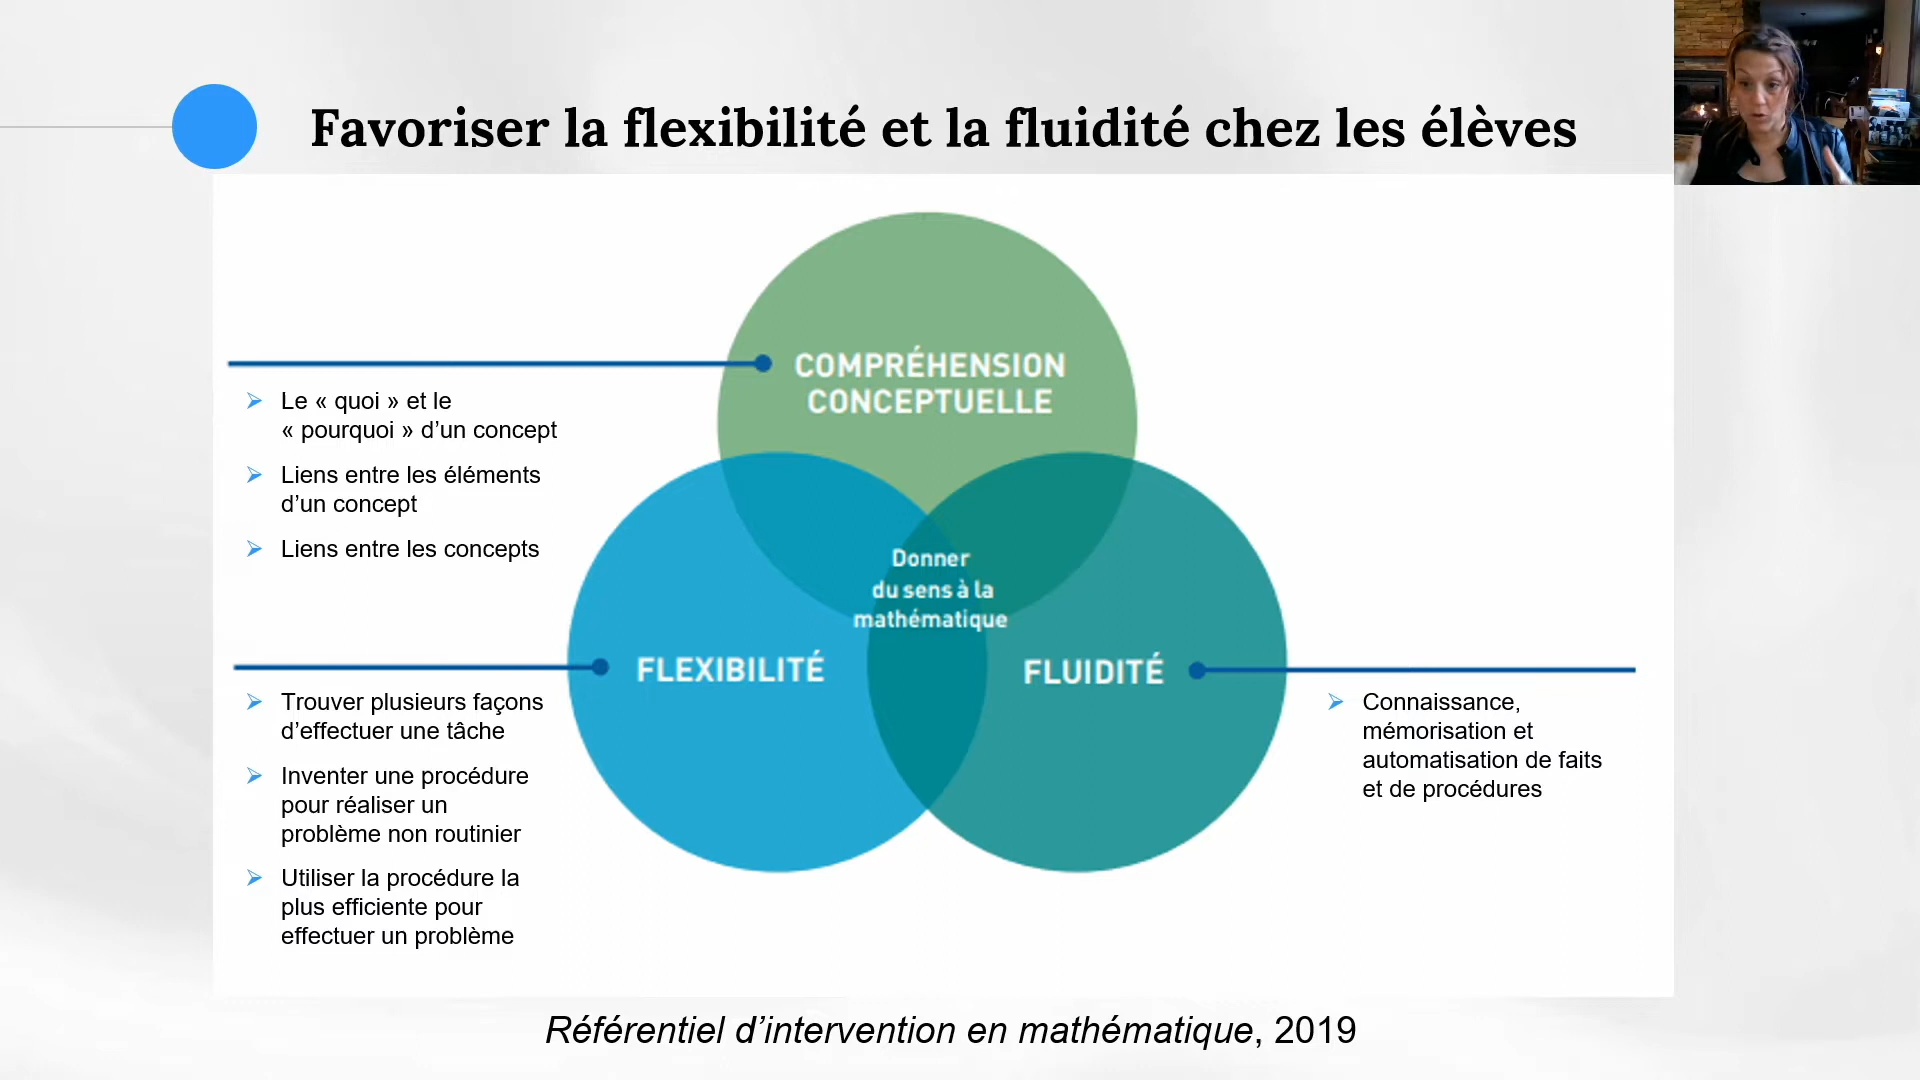 Favoriser la flexibilité et la fluidité chez les élèves
COMPRÉHENSION
CONCEPTUELLE
Le « quoi » et le
« pourquoi » d’un concept
Liens entre les éléments
d’un concept
Liens entre les concepts
Donner
du sens à la
mathématique
FLEXIBILITÉ
Trouver plusieurs façons
d’effectuer une tâche
Inventer une procédure
pour réaliser un
problème non routinier
Utiliser la procédure la
plus efficiente pour
effectuer un problème
FLUIDITÉ
Connaissance,
mémorisation et
automatisation de faits
et de procédures
Référentiel d’intervention en mathématique, 2019